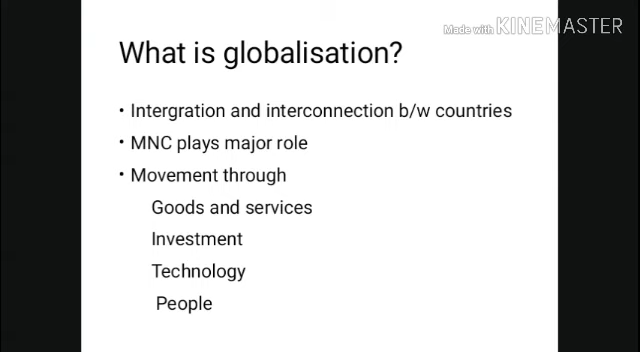 Made with KINEMASTER
What is globalisation?
• Intergration and interconnection b/w countries
• MNC plays major role
• Movement through
Goods and services
Investment
Technology
People